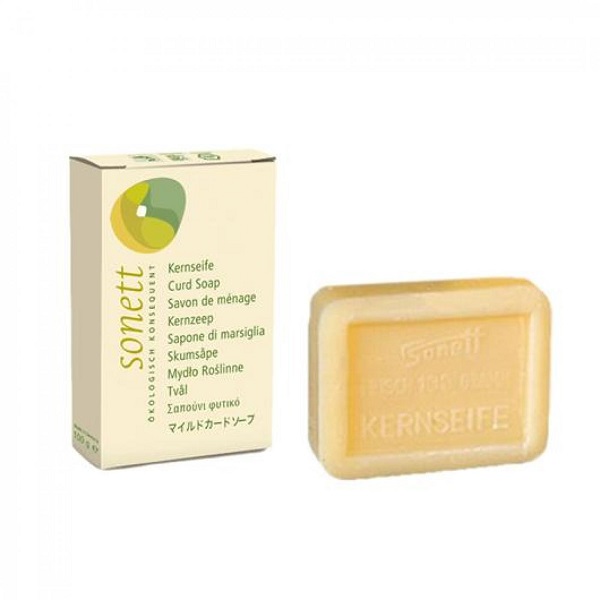 sonett
ÖKOLOGISCH KONSEQUENT
Kernseife
Curd Soap
Savon de ménage
Kernzeep
Sapone di marsiglia
Skumsåpe
Mydło Roślinne
Tvål
Σαπούνι φυτικό
マイルドカードソープ
100 g e
Sonett
KERNSEIFE